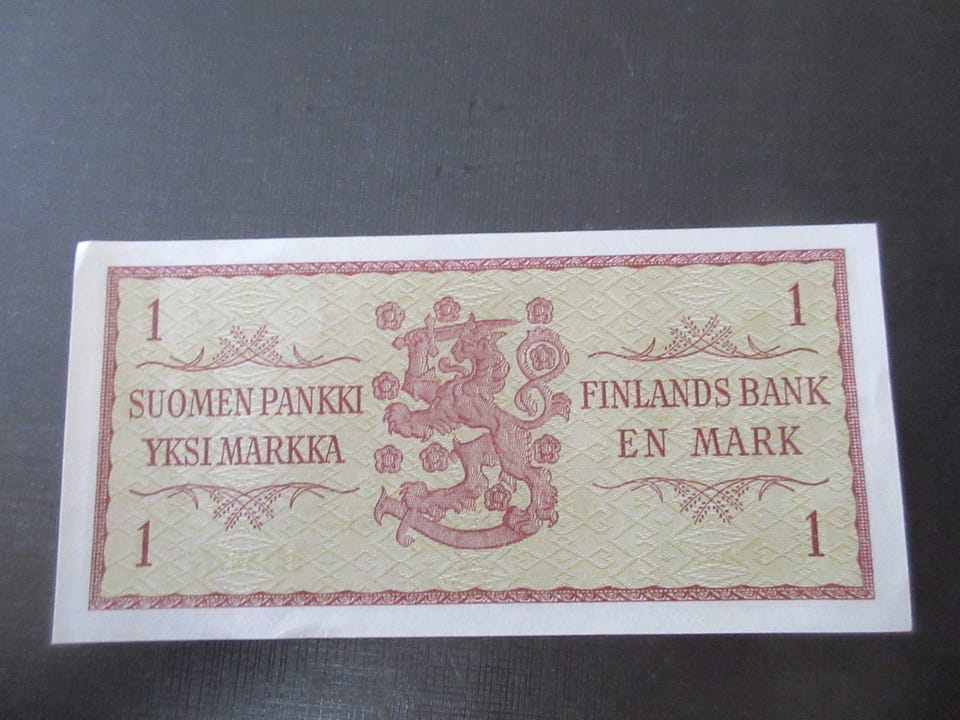 1
1
SUOMEN PANKKI
YKSI MARKKA
FINLANDS BANK
EN MARK
1
1